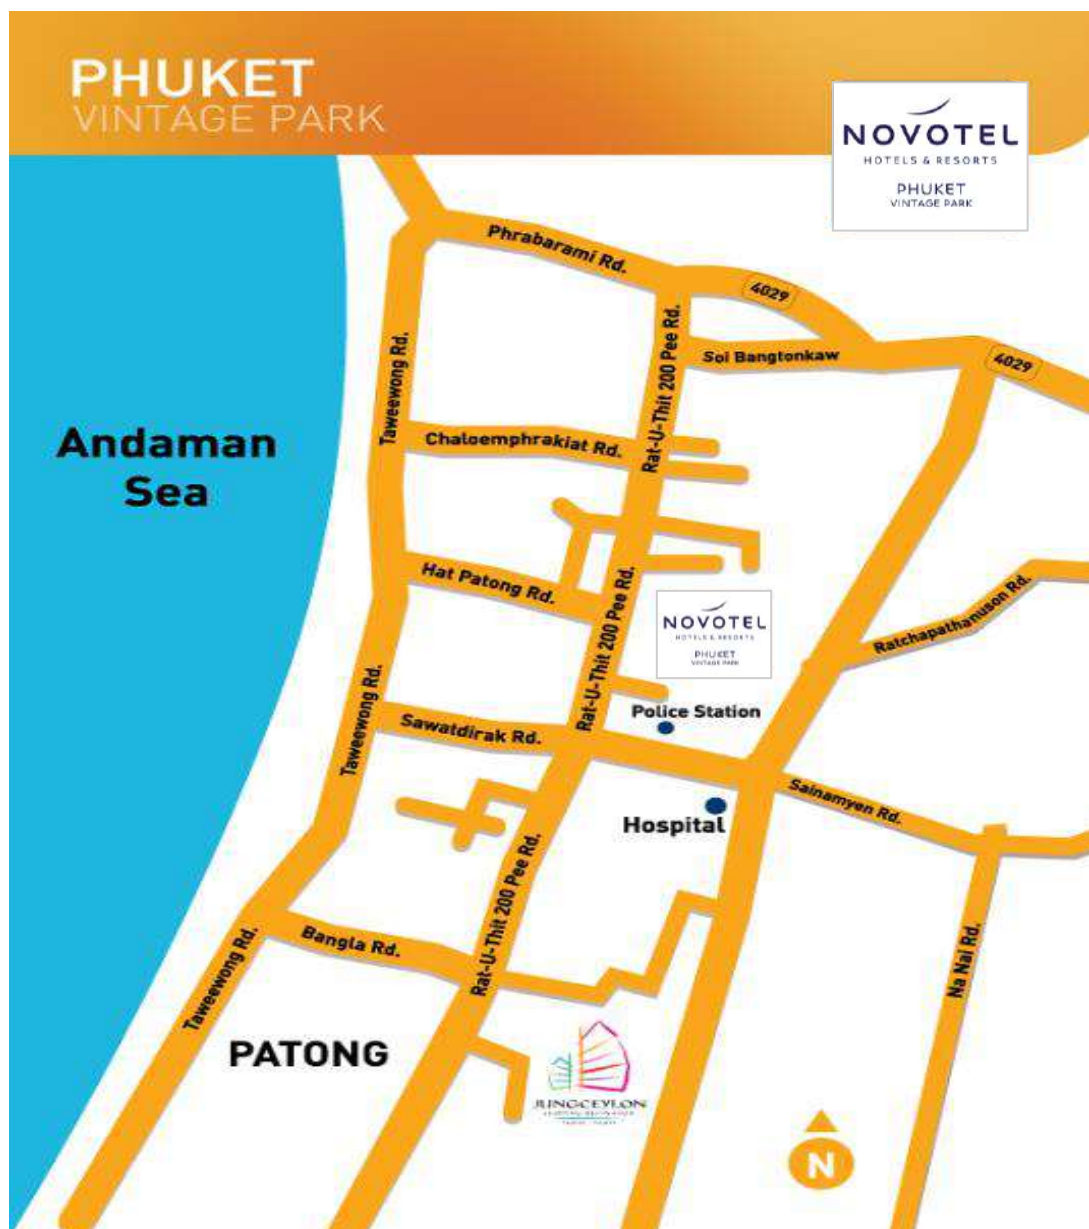 PHUKET
VINTAGE PARK
NOVOTEL
HOTELS & RESORTS
PHUKET
VINTAGE PARK
Phrabarami Rd.
4029
Taweewong Rd.
Rat-U-Thit 200 Pee Rd.
Soi Bangtonkaw
4029
Andaman
Sea
Chaloemphrakiat Rd.
Hat Patong Rd.
Rat-U-Thit 200 Pee Rd.
NOVOTEL
HOTELS & RESORTS
PHUKET
VINTAGE PARK
Ratchapathanuson Rd.
Taweewong Rd.
Sawatdirak Rd.
Police Station
Sainamyen Rd.
Hospital
Rat-U-Thit 200 Pee Rd.
Taweewong Rd.
Bangla Rd.
Na Nai Rd.
PATONG
JUNGCEYLON
N